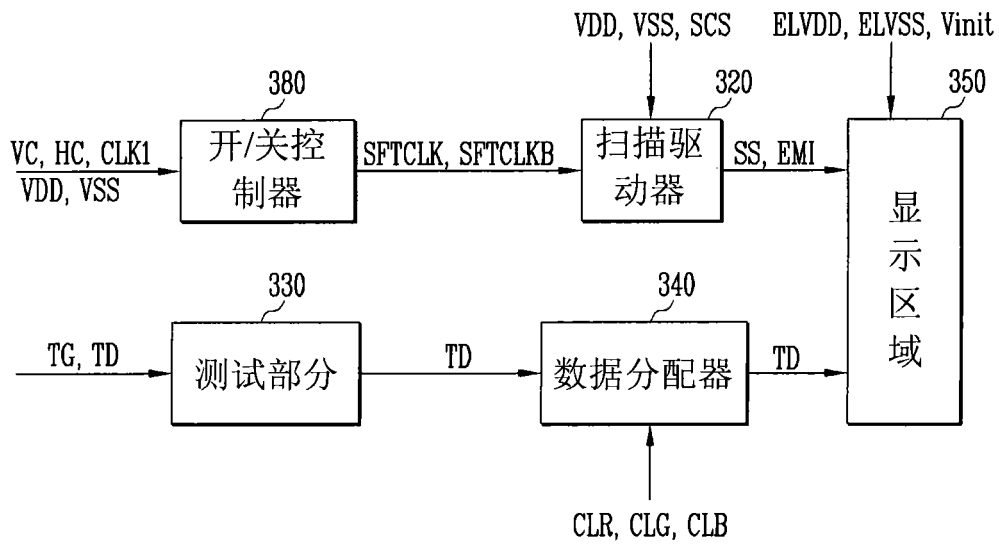 VDD, VSS, SCS
ELVDD, ELVSS, Vinit
380
320
350
VC, HC, CLK1
VDD, VSS
开/关控
制器
SFTCLK, SFTCLKB
扫描驱
动器
SS, EMI
显
示
区
域
330
340
TG, TD
测试部分
TD
数据分配器
TD
CLR, CLG, CLB